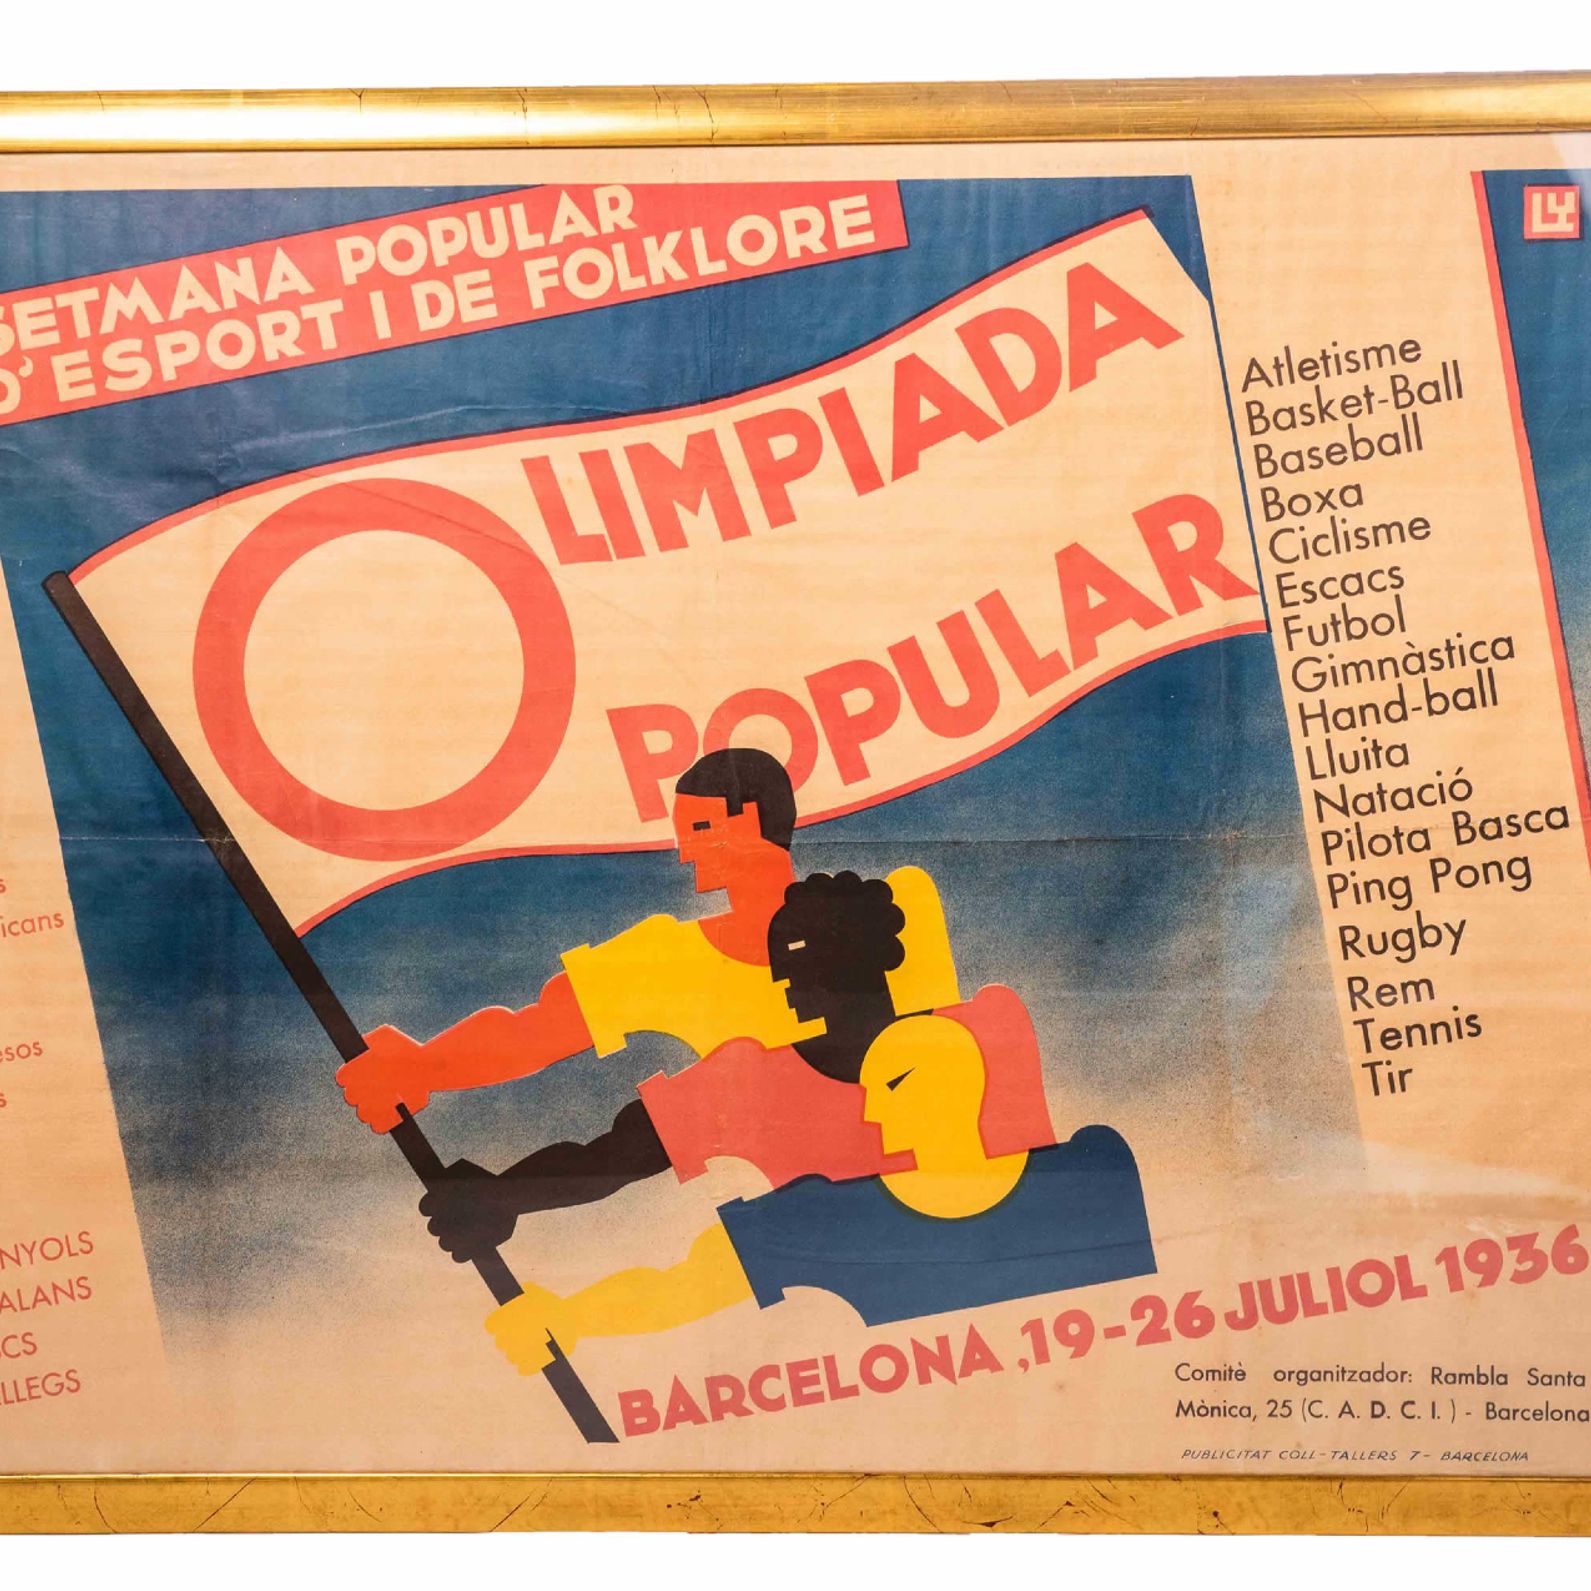 SETMANA POPULAR
D'ESPORT I DE FOLKLORE
OLIMPIADA
POPULAR
Atletisme
Basket-Ball
Baseball
Boxa
Ciclisme
Escacs
Futbol
Gimnàstica
Hand-ball
Lluita
Natació
Pilota Basca
Ping Pong
Rugby
Rem
Tennis
Tir
BARCELONA, 19-26 JULIOL 1936
Comitè organitzador: Rambla Santa
Mònica, 25 (C. A. D. C. I. ) - Barcelona
PUBLICITAT COLL-TALLERS 7- BARCELONA